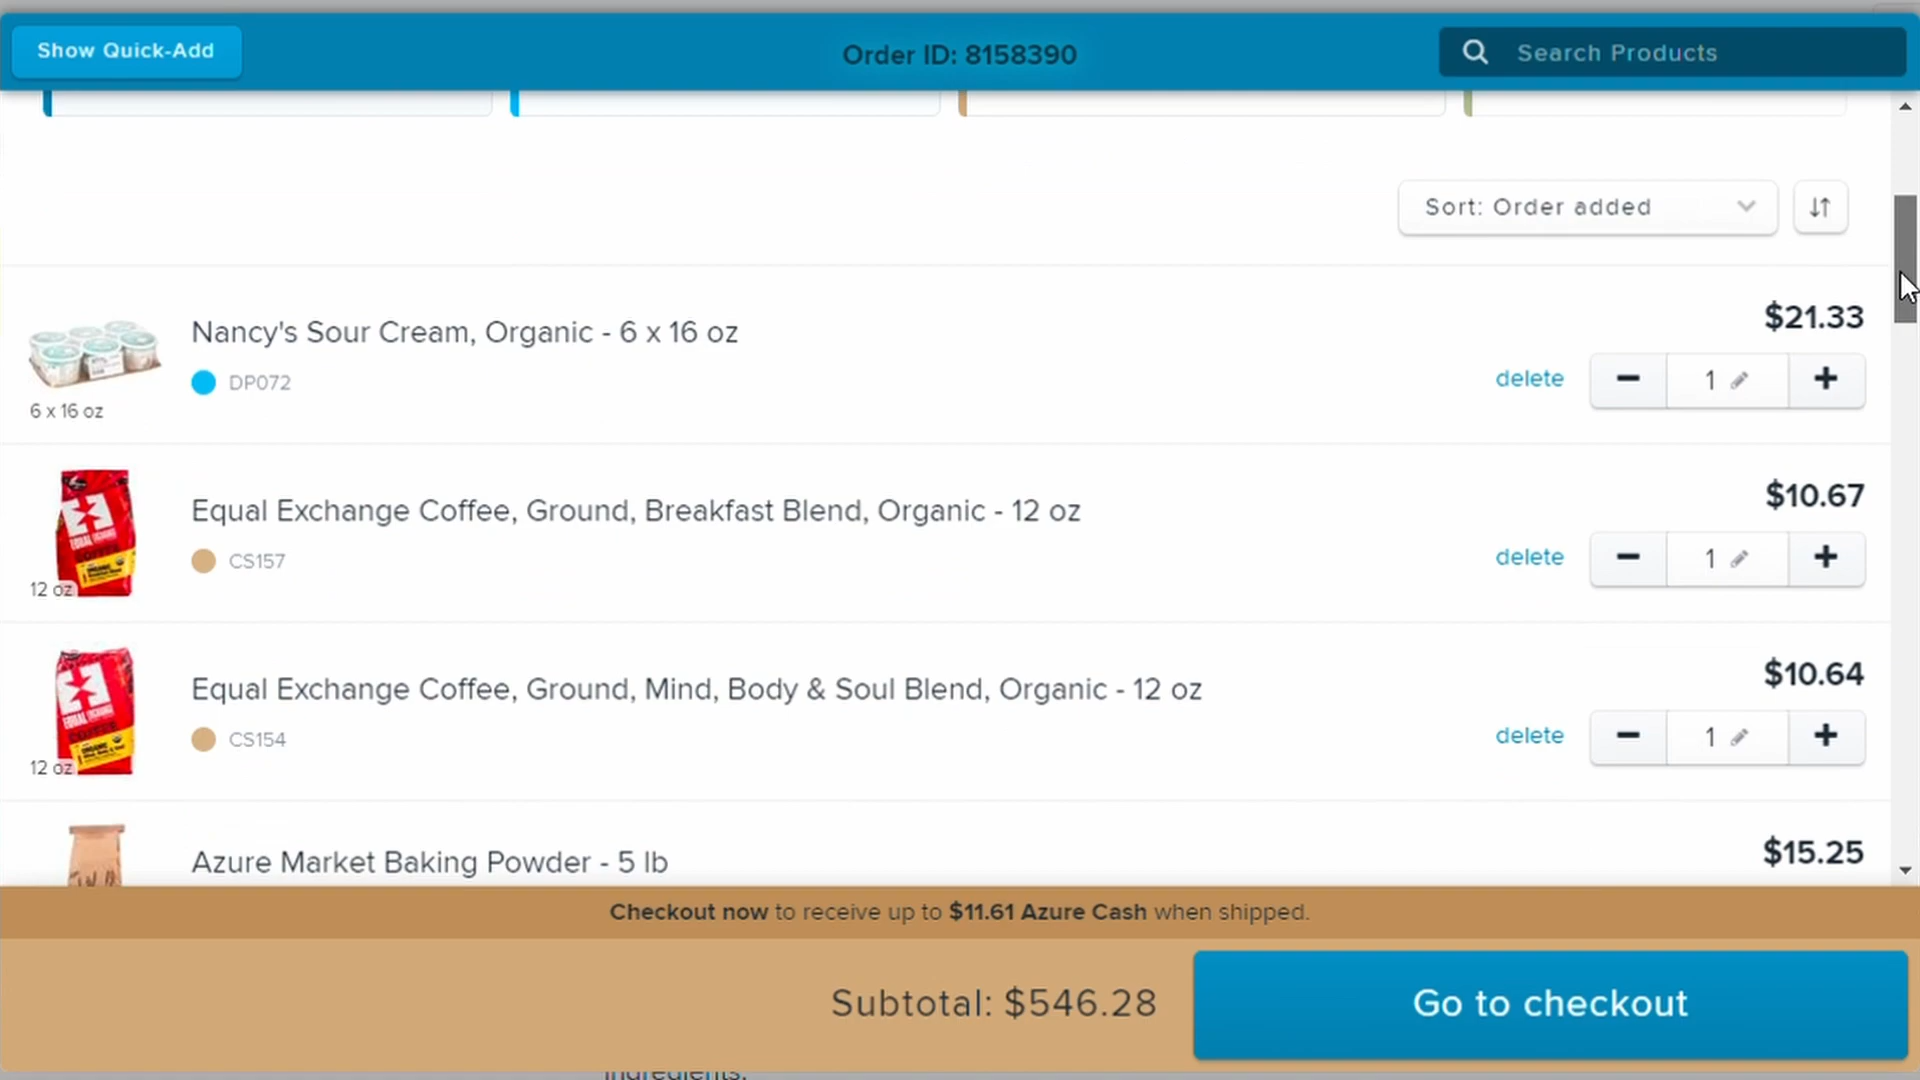 Show Quick-Add
Order ID: 8158390
Search Products
Sort: Order added
$21.33
Nancy's Sour Cream, Organic - 6 x 16 oz
delete
1
DP072
6 x 16 oz
$10.67
Equal Exchange Coffee, Ground, Breakfast Blend, Organic - 12 oz
delete
1
CS157
12 oz
$10.64
Equal Exchange Coffee, Ground, Mind, Body & Soul Blend, Organic - 12 oz
delete
1
CS154
12 oz
$15.25
Azure Market Baking Powder - 5 lb
Checkout now to receive up to $11.61 Azure Cash when shipped.
Subtotal: $546.28
Go to checkout
ingredients.